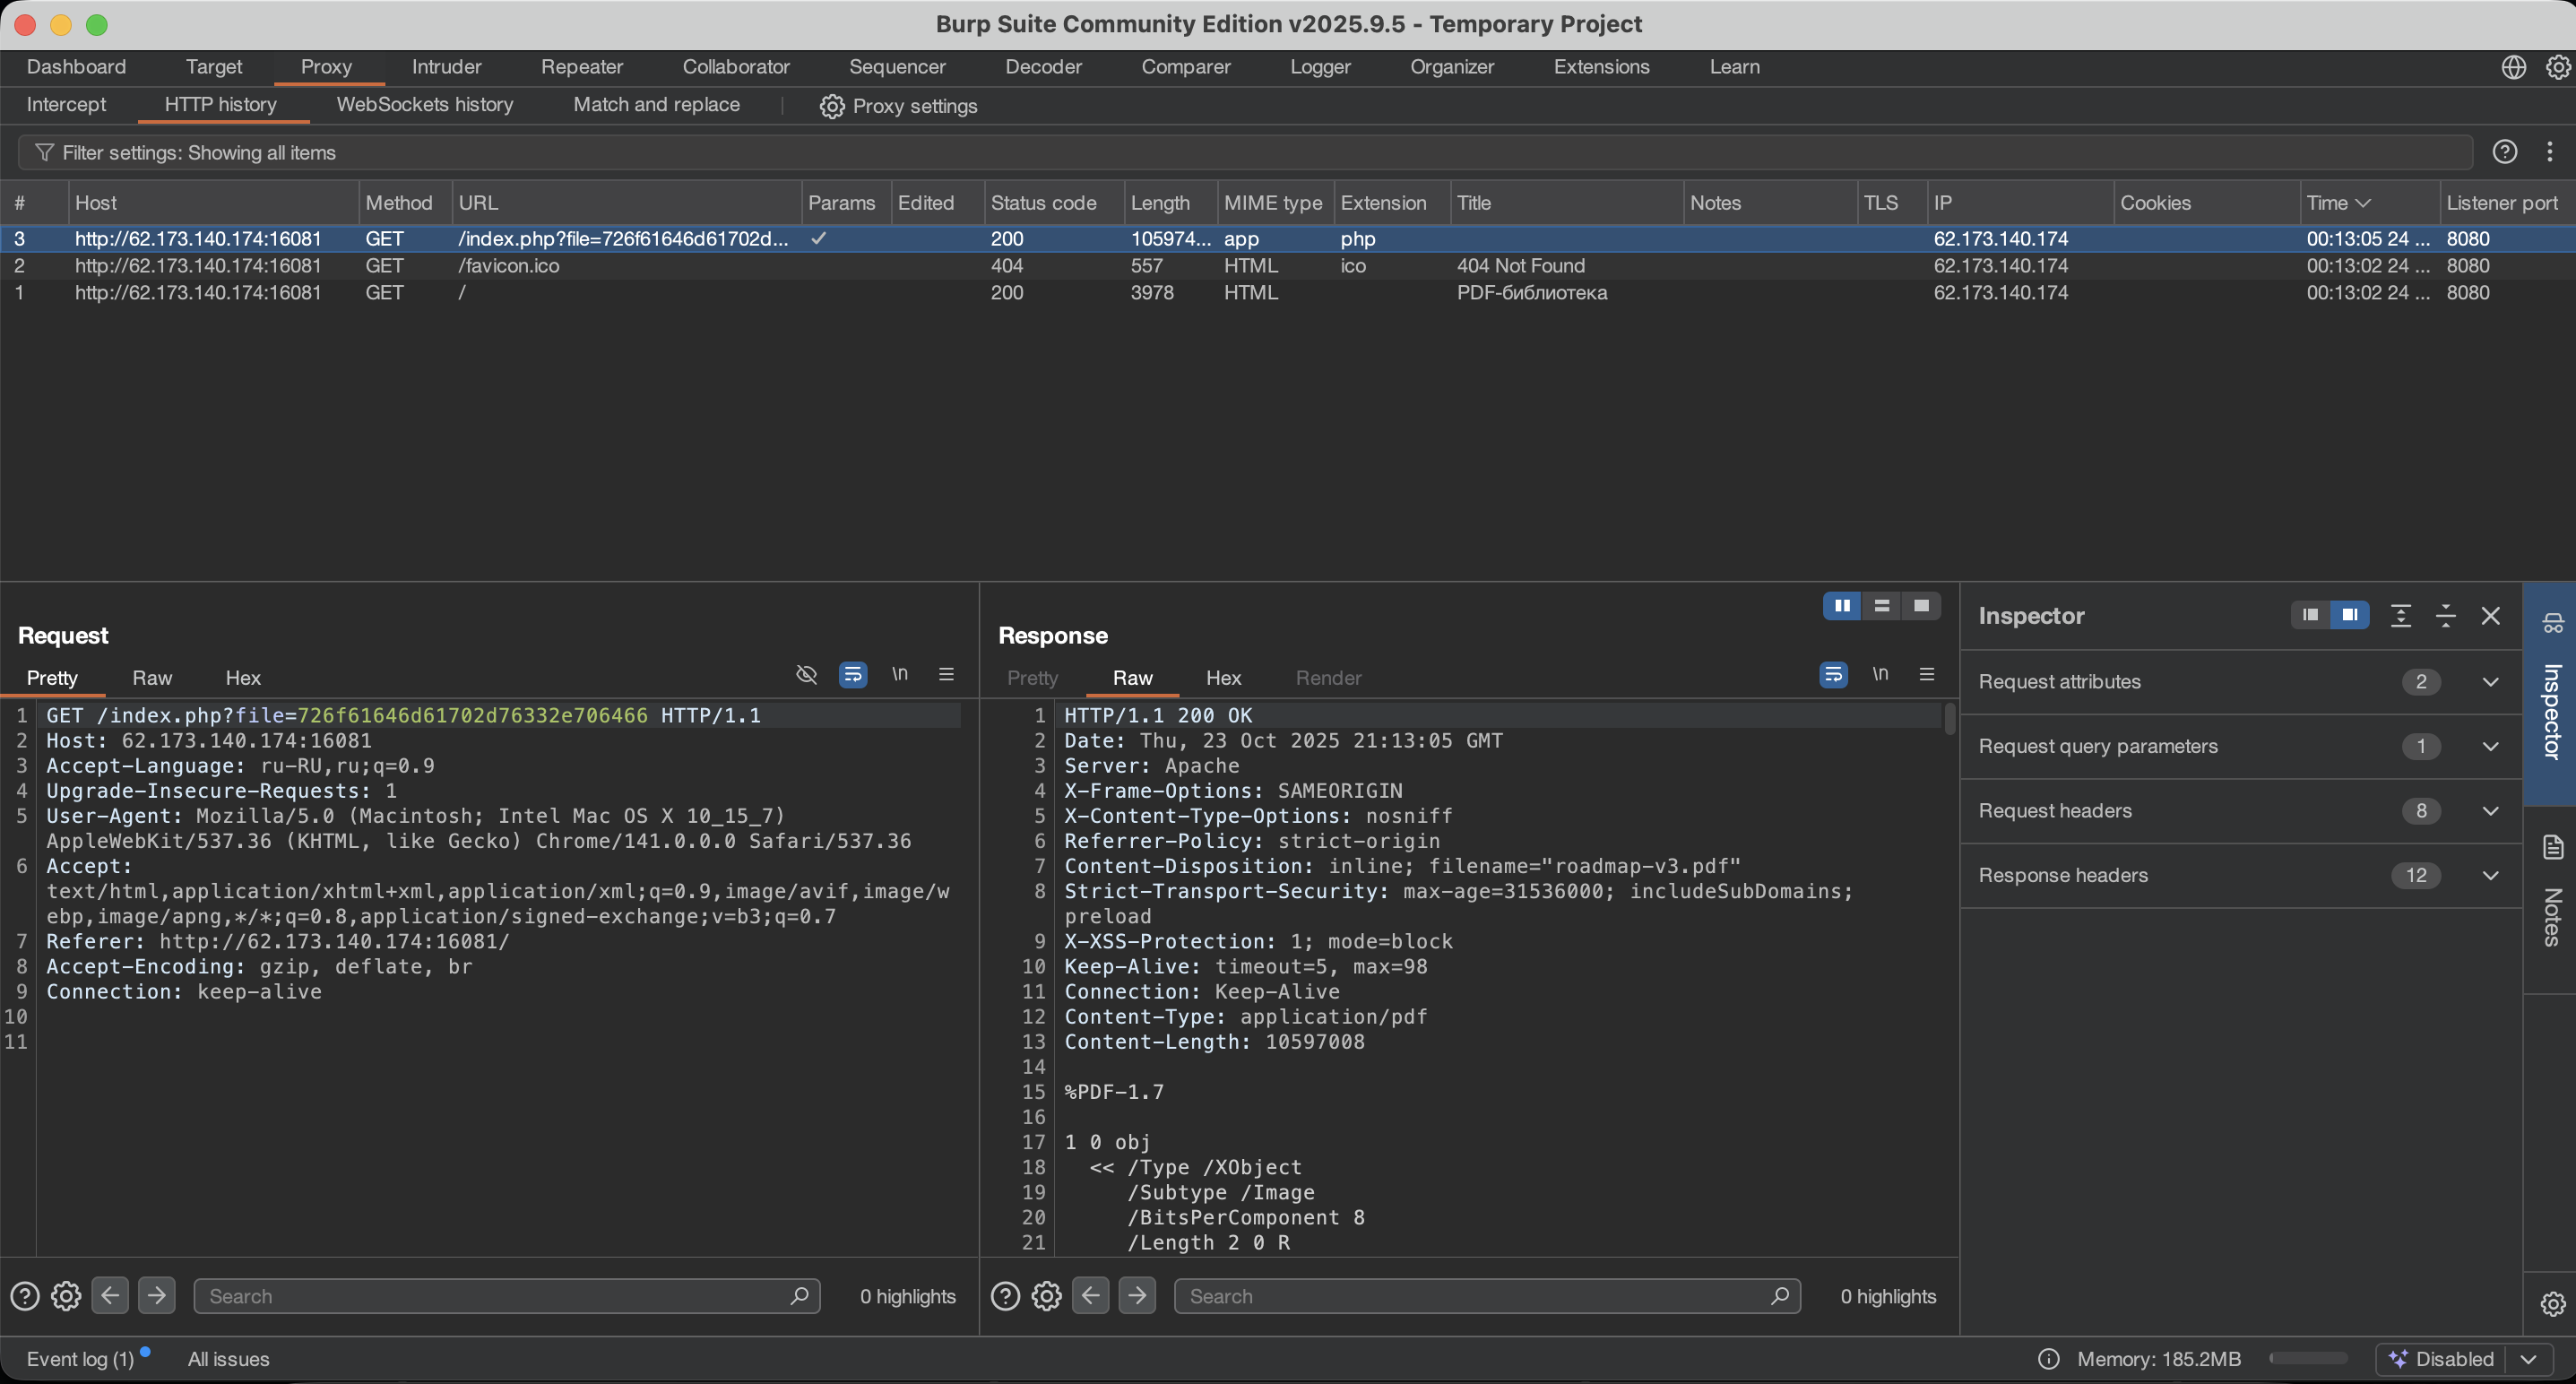 Burp Suite Community Edition v2025.9.5 - Temporary Project
Dashboard Target Proxy Intruder Repeater Collaborator Sequencer Decoder Comparer Logger Organizer Extensions Learn
Intercept HTTP history WebSockets history Match and replace Proxy settings
Filter settings: Showing all items
# Host Method URL Params Edited Status code Length MIME type Extension Title Notes TLS IP Cookies Time Listener port
3 http://62.173.140.174:16081 GET /index.php?file=726f61646d61702d... ✓ 200 105974... app php 62.173.140.174 00:13:05 24 ... 8080
2 http://62.173.140.174:16081 GET /favicon.ico 404 557 HTML ico 404 Not Found 62.173.140.174 00:13:02 24 ... 8080
1 http://62.173.140.174:16081 GET / 200 3978 HTML PDF-библиотека 62.173.140.174 00:13:02 24 ... 8080
Request
Pretty Raw Hex \n
1 GET /index.php?file=726f61646d61702d76332e706466 HTTP/1.1
2 Host: 62.173.140.174:16081
3 Accept-Language: ru-RU,ru;q=0.9
4 Upgrade-Insecure-Requests: 1
5 User-Agent: Mozilla/5.0 (Macintosh; Intel Mac OS X 10_15_7)
AppleWebKit/537.36 (KHTML, like Gecko) Chrome/141.0.0.0 Safari/537.36
6 Accept:
text/html,application/xhtml+xml,application/xml;q=0.9,image/avif,image/w
ebp,image/apng,*/*;q=0.8,application/signed-exchange;v=b3;q=0.7
7 Referer: http://62.173.140.174:16081/
8 Accept-Encoding: gzip, deflate, br
9 Connection: keep-alive
10
11
Search 0 highlights
Response
Pretty Raw Hex Render \n
1 HTTP/1.1 200 OK
2 Date: Thu, 23 Oct 2025 21:13:05 GMT
3 Server: Apache
4 X-Frame-Options: SAMEORIGIN
5 X-Content-Type-Options: nosniff
6 Referrer-Policy: strict-origin
7 Content-Disposition: inline; filename="roadmap-v3.pdf"
8 Strict-Transport-Security: max-age=31536000; includeSubDomains;
preload
9 X-XSS-Protection: 1; mode=block
10 Keep-Alive: timeout=5, max=98
11 Connection: Keep-Alive
12 Content-Type: application/pdf
13 Content-Length: 10597008
14
15 %PDF-1.7
16
17 1 0 obj
18 << /Type /XObject
19 /Subtype /Image
20 /BitsPerComponent 8
21 /Length 2 0 R
Search 0 highlights
Inspector
Request attributes 2
Request query parameters 1
Request headers 8
Response headers 12
Inspector
Notes
Event log (1) All issues Memory: 185.2MB Disabled